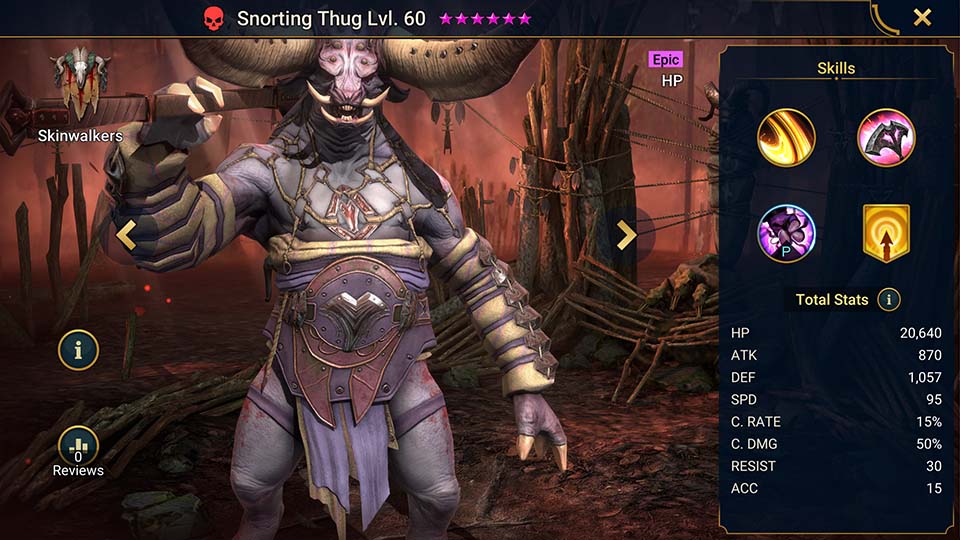 Snorting Thug Lvl. 60
Skinwalkers
Epic
HP
Skills
P
Total Stats
HP 20,640
ATK 870
DEF 1,057
SPD 95
C. RATE 15%
C. DMG 50%
RESIST 30
ACC 15
0
Reviews